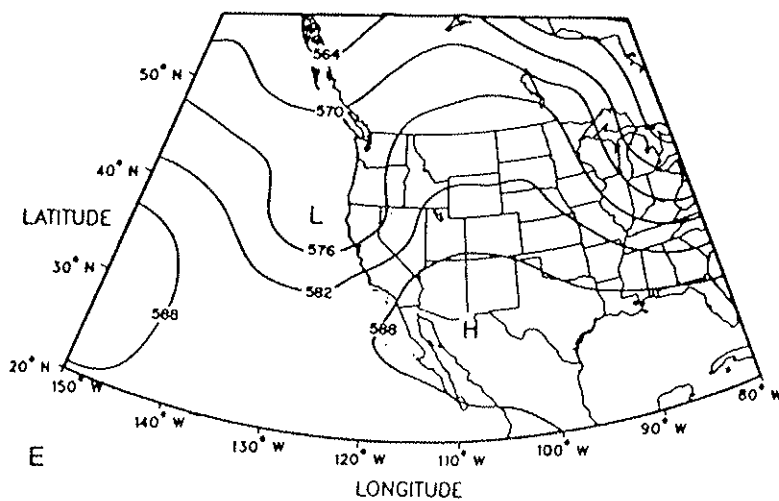 564
50° N
570
40° N
LATITUDE
L
576
30° N
582
588
588
H
20° N
150° W
80° W
140° W
90° W
130° W
120° W
110° W
100° W
E
LONGITUDE